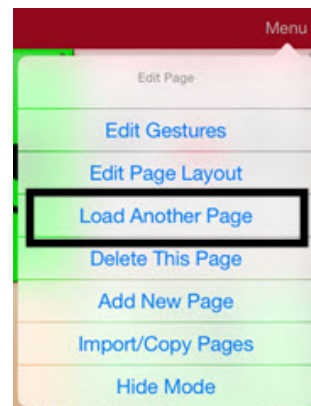 Menu
Edit Page
Edit Gestures
Edit Page Layout
Load Another Page
Delete This Page
Add New Page
Import/Copy Pages
Hide Mode